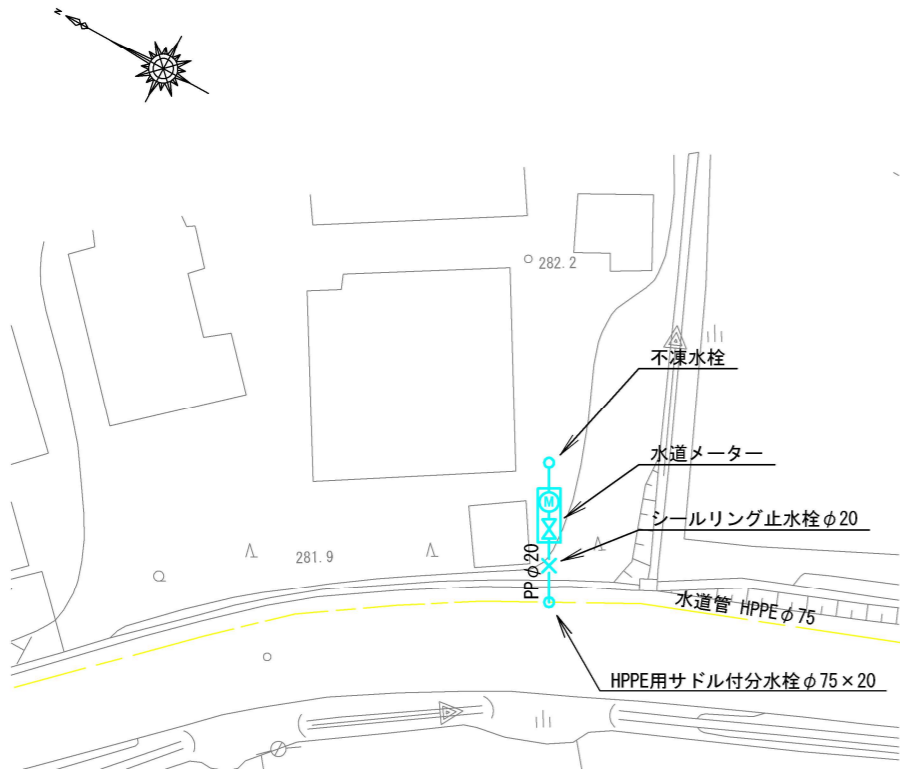 N
282.2
不凍水栓
水道メーター
M
シールリング止水栓φ20
281.9
PPφ20
水道管 HPPEφ75
HPPE用サドル付分水栓φ75×20